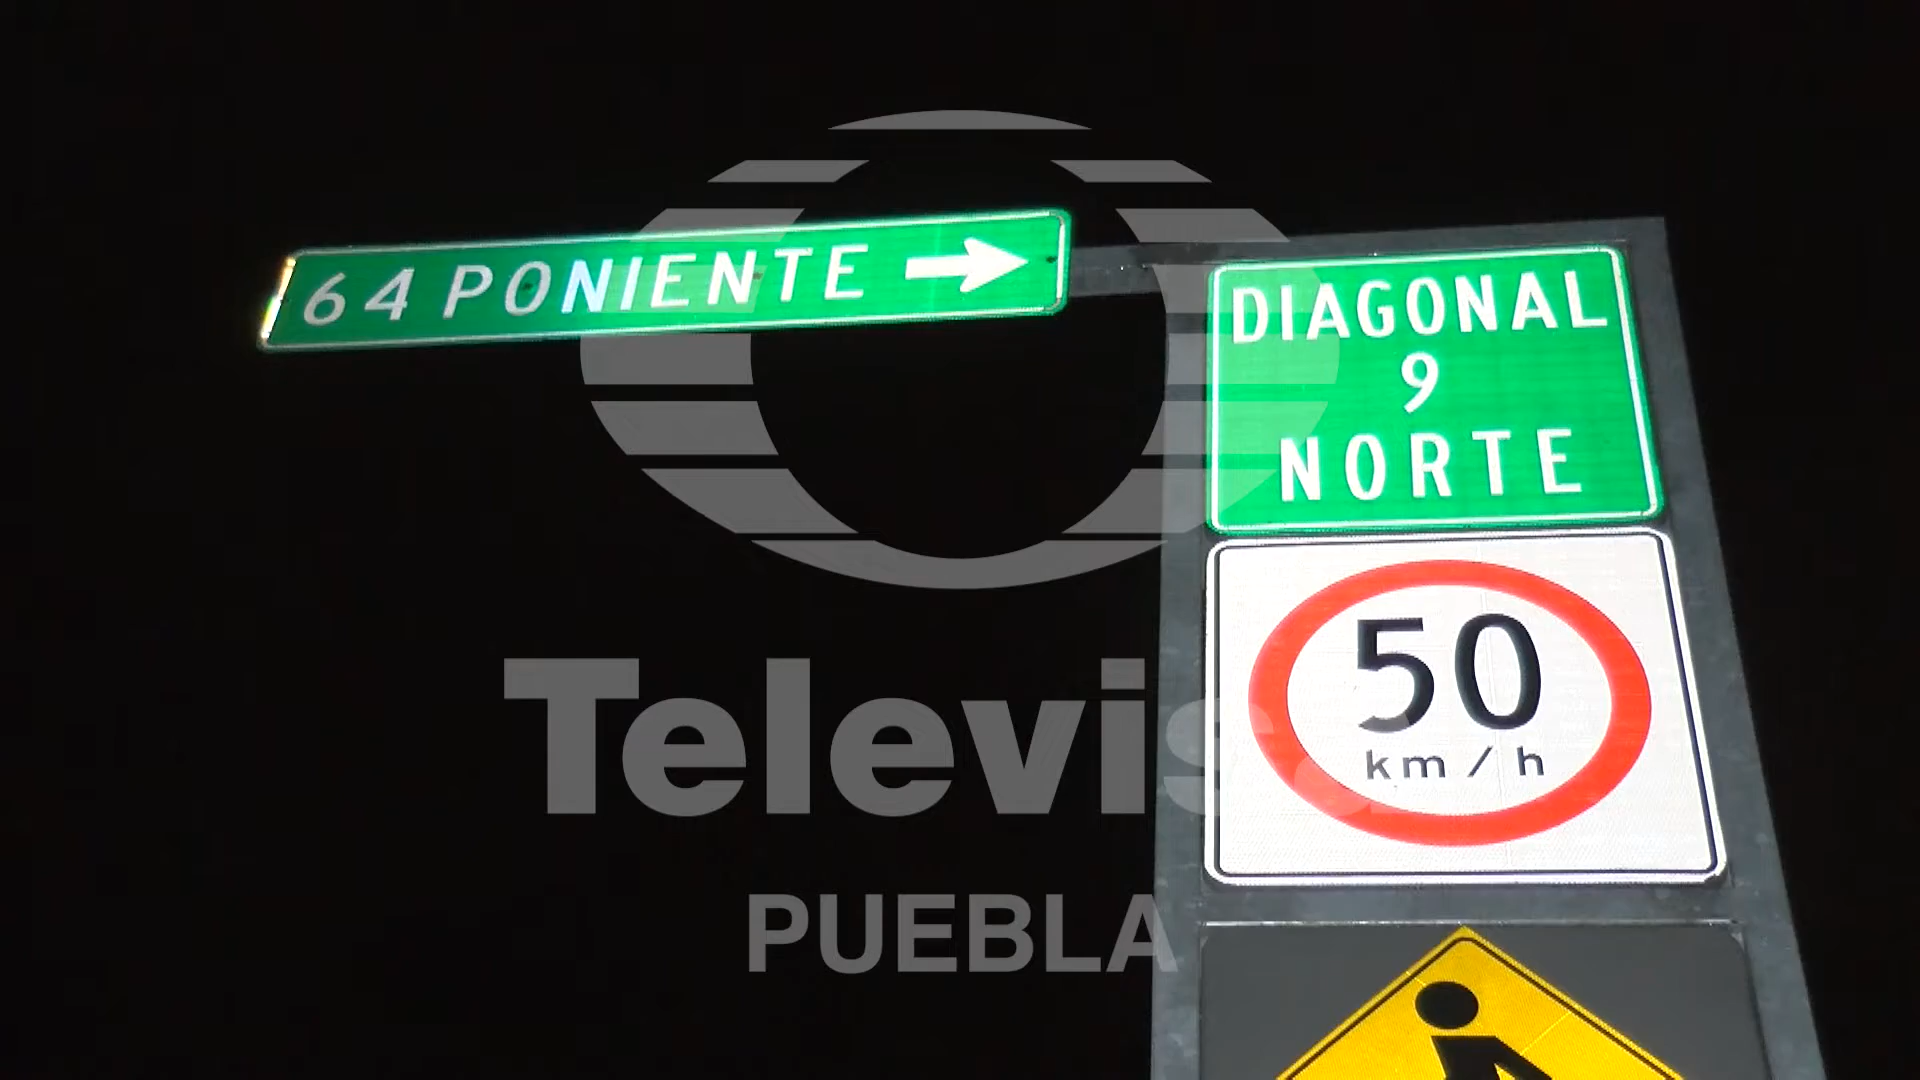 64 PONIENTE
DIAGONAL
9
NORTE
50
km/h
Televisa
PUEBLA